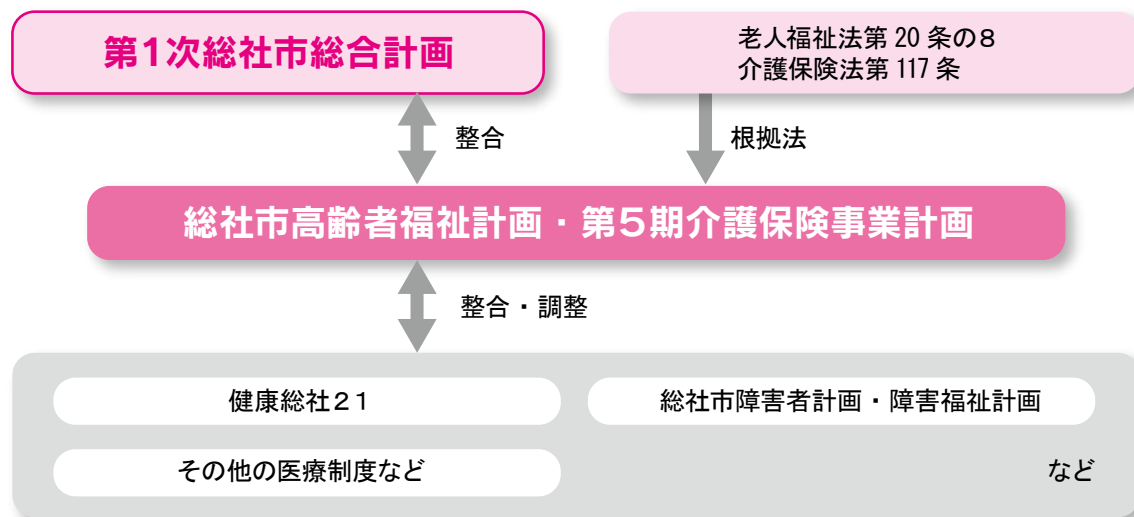 第1次総社市総合計画
老人福祉法第 20 条の８
介護保険法第 117 条
整合
根拠法
総社市高齢者福祉計画・第５期介護保険事業計画
整合・調整
健康総社２１
総社市障害者計画・障害福祉計画
その他の医療制度など
など